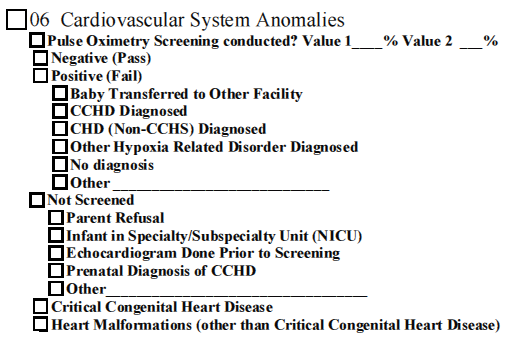 06 Cardiovascular System Anomalies
Pulse Oximetry Screening conducted? Value 1____% Value 2 ___%
Negative (Pass)
Positive (Fail)
Baby Transferred to Other Facility
CCHD Diagnosed
CHD (Non-CCHS) Diagnosed
Other Hypoxia Related Disorder Diagnosed
No diagnosis
Other ____________________________
Not Screened
Parent Refusal
Infant in Specialty/Subspecialty Unit (NICU)
Echocardiogram Done Prior to Screening
Prenatal Diagnosis of CCHD
Other__________________________________
Critical Congenital Heart Disease
Heart Malformations (other than Critical Congenital Heart Disease)